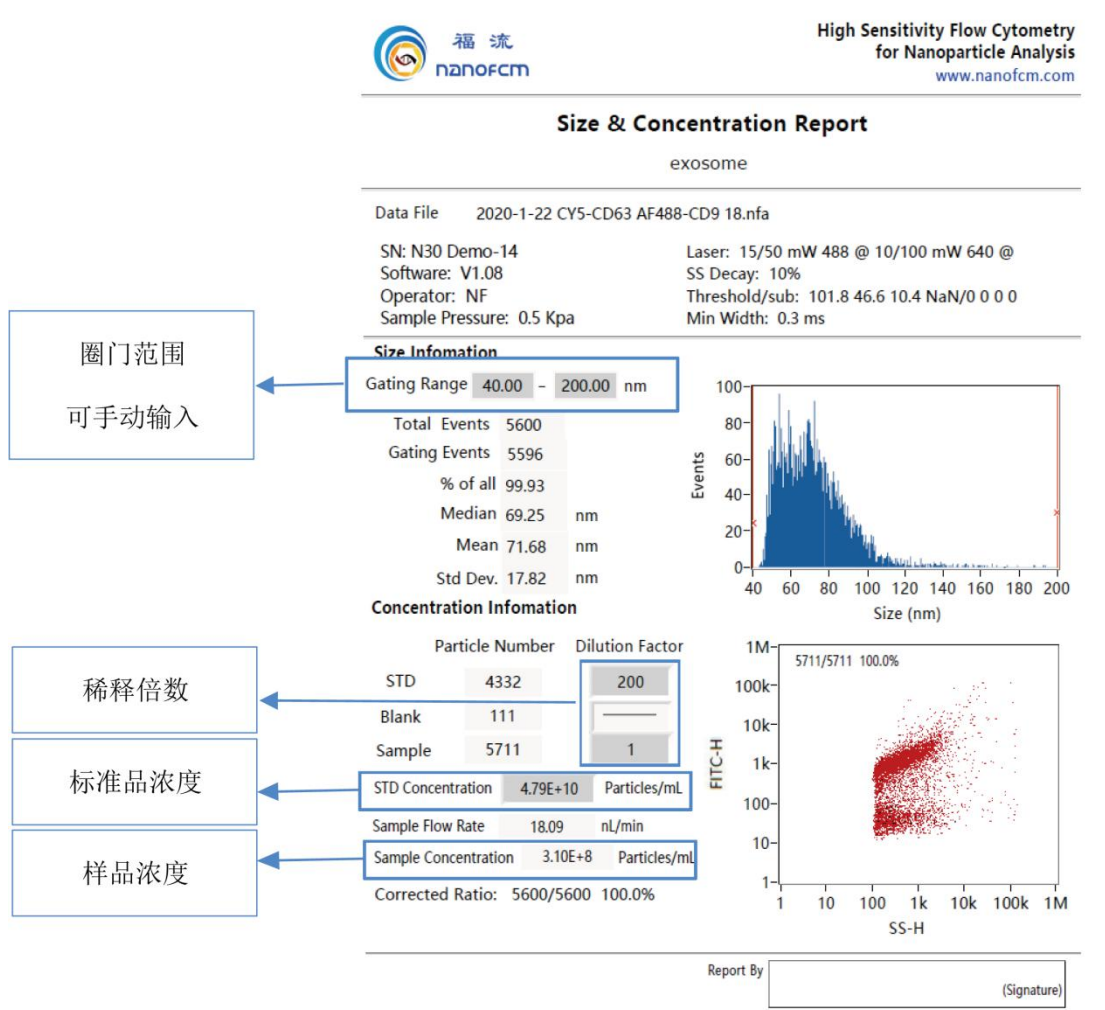 福流
nanoFCM
High Sensitivity Flow Cytometry
for Nanoparticle Analysis
www.nanofcm.com
Size & Concentration Report
exosome
Data File 2020-1-22 CY5-CD63 AF488-CD9 18.nfa
SN: N30 Demo-14
Software: V1.08
Operator: NF
Sample Pressure: 0.5 Kpa
Laser: 15/50 mW 488 @ 10/100 mW 640 @
SS Decay: 10%
Threshold/sub: 101.8 46.6 10.4 NaN/0 0 0 0
Min Width: 0.3 ms
圈门范围
可手动输入
Size Infomation
Gating Range 40.00 – 200.00 nm
Total Events 5600
Gating Events 5596
% of all 99.93
Median 69.25 nm
Mean 71.68 nm
Std Dev. 17.82 nm
100
80
60
40
20
0
Events
40 60 80 100 120 140 160 180 200
Size (nm)
Concentration Infomation
Particle Number Dilution Factor
STD 4332 200
Blank 111
Sample 5711 1
稀释倍数
标准品浓度
样品浓度
STD Concentration 4.79E+10 Particles/mL
Sample Flow Rate 18.09 nL/min
Sample Concentration 3.10E+8 Particles/mL
Corrected Ratio: 5600/5600 100.0%
5711/5711 100.0%
1M
100k
10k
1k
100
10
1
FITC-H
1 10 100 1k 10k 100k 1M
SS-H
Report By
(Signature)